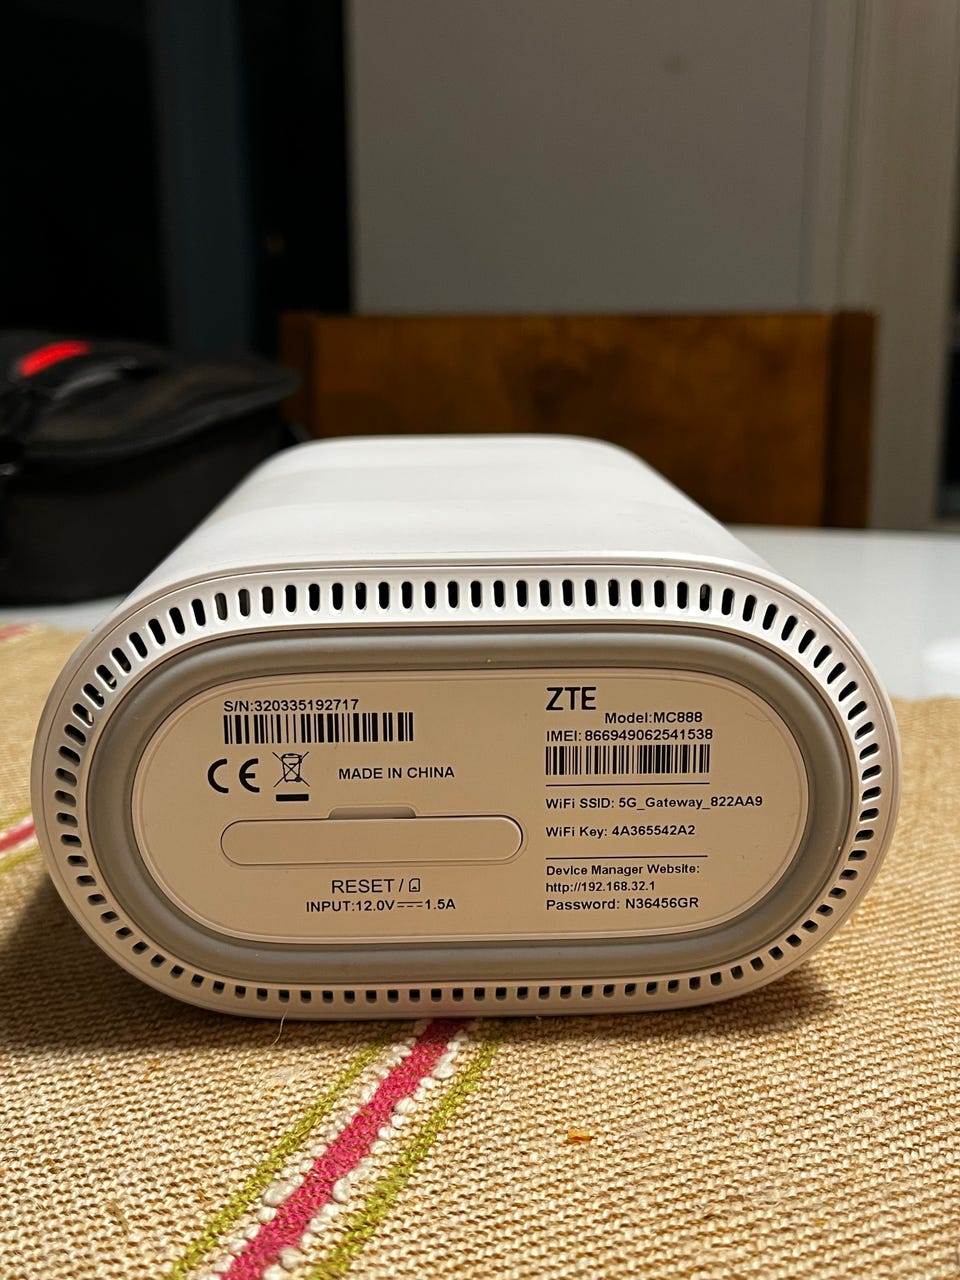 S/N:320335192717
CE
MADE IN CHINA
RESET /
INPUT:12.0V⎓1.5A
ZTE
Model:MC888
IMEI: 866949062541538
WiFi SSID: 5G_Gateway_822AA9
WiFi Key: 4A365542A2
Device Manager Website:
http://192.168.32.1
Password: N36456GR